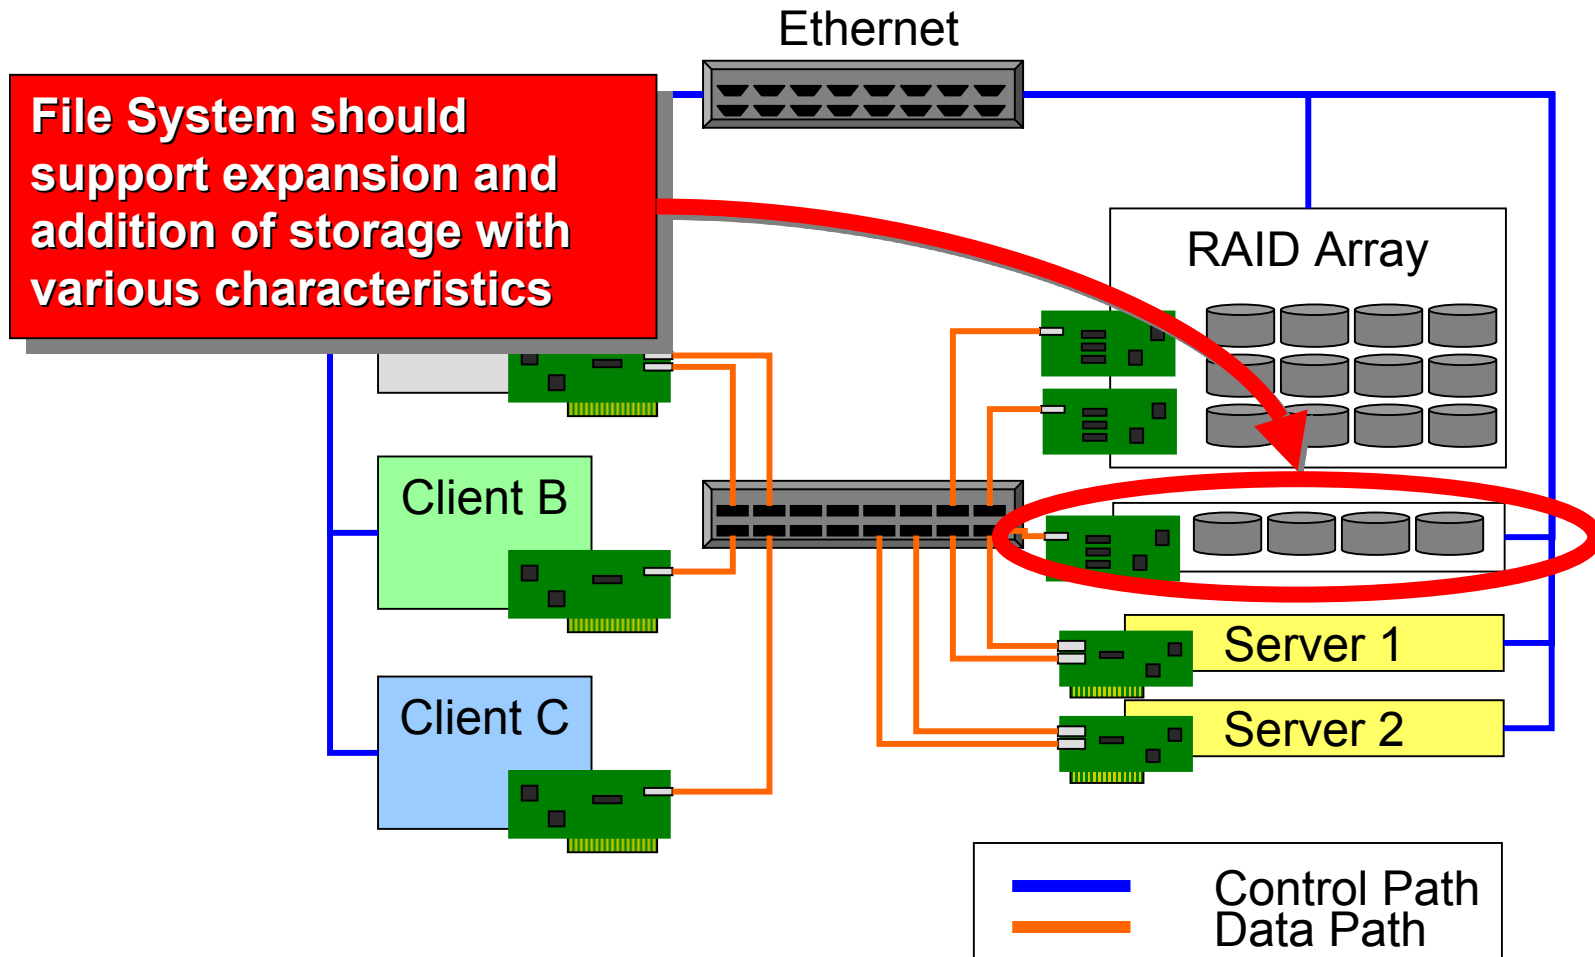 Ethernet
File System should
support expansion and
addition of storage with
various characteristics
RAID Array
Client B
Client C
Server 1
Server 2
Control Path
Data Path